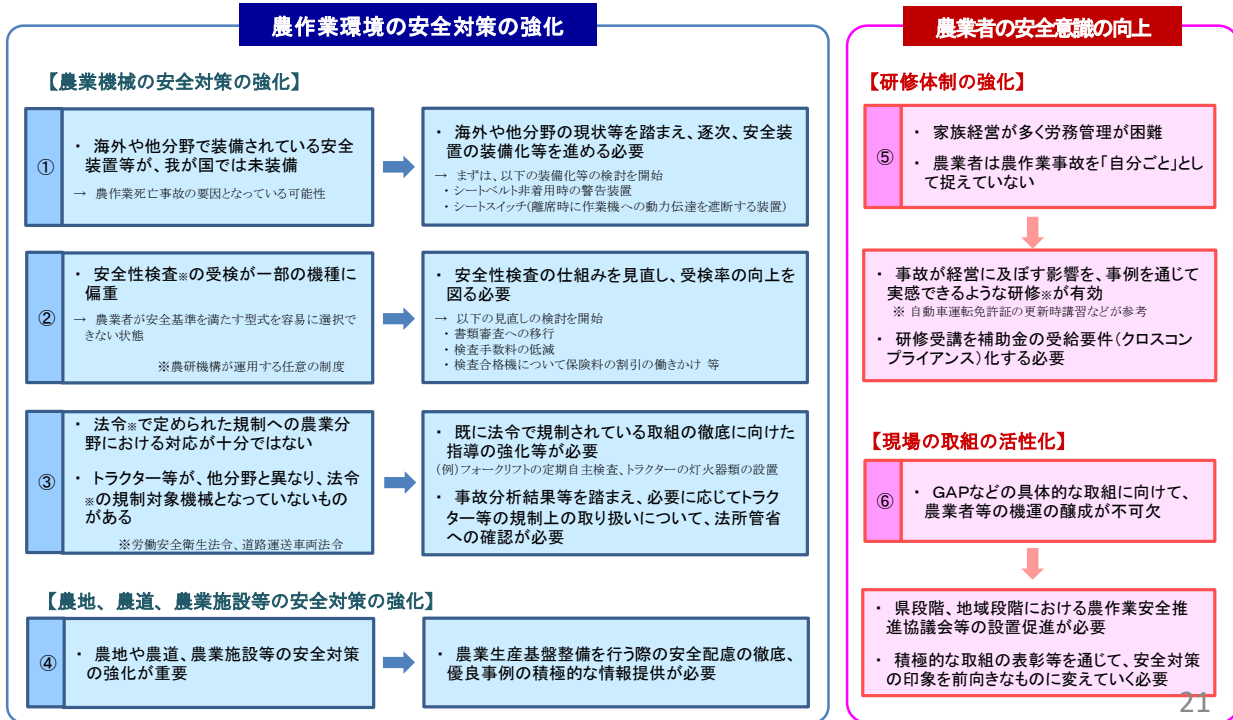 農作業環境の安全対策の強化
【農業機械の安全対策の強化】
①
・ 海外や他分野で装備されている安全
装置等が、我が国では未装備
→ 農作業死亡事故の要因となっている可能性
・ 海外や他分野の現状等を踏まえ、逐次、安全装
置の装備化等を進める必要
→ まずは、以下の装備化等の検討を開始
・シートベルト非着用時の警告装置
・シートスイッチ(離席時に作業機への動力伝達を遮断する装置)
②
・ 安全性検査※の受検が一部の機種に
偏重
→ 農業者が安全基準を満たす型式を容易に選択で
きない状態
※農研機構が運用する任意の制度
・ 安全性検査の仕組みを見直し、受検率の向上を
図る必要
→ 以下の見直しの検討を開始
・書類審査への移行
・検査手数料の低減
・検査合格機について保険料の割引の働きかけ 等
③
・ 法令※で定められた規制への農業分
野における対応が十分ではない
・ トラクター等が、他分野と異なり、法令
※の規制対象機械となっていないもの
がある
※労働安全衛生法令、道路運送車両法令
・ 既に法令で規制されている取組の徹底に向けた
指導の強化等が必要
(例)フォークリフトの定期自主検査、トラクターの灯火器類の設置
・ 事故分析結果等を踏まえ、必要に応じてトラク
ター等の規制上の取り扱いについて、法所管省
への確認が必要
【農地、農道、農業施設等の安全対策の強化】
④
・ 農地や農道、農業施設等の安全対策
の強化が重要
・ 農業生産基盤整備を行う際の安全配慮の徹底、
優良事例の積極的な情報提供が必要
農業者の安全意識の向上
【研修体制の強化】
⑤
・ 家族経営が多く労務管理が困難
・ 農業者は農作業事故を「自分ごと」とし
て捉えていない
・ 事故が経営に及ぼす影響を、事例を通じて
実感できるような研修※が有効
※ 自動車運転免許証の更新時講習などが参考
・ 研修受講を補助金の受給要件(クロスコン
プライアンス)化する必要
【現場の取組の活性化】
⑥
・ GAPなどの具体的な取組に向けて、
農業者等の機運の醸成が不可欠
・ 県段階、地域段階における農作業安全推
進協議会等の設置促進が必要
・ 積極的な取組の表彰等を通じて、安全対策
の印象を前向きなものに変えていく必要
21